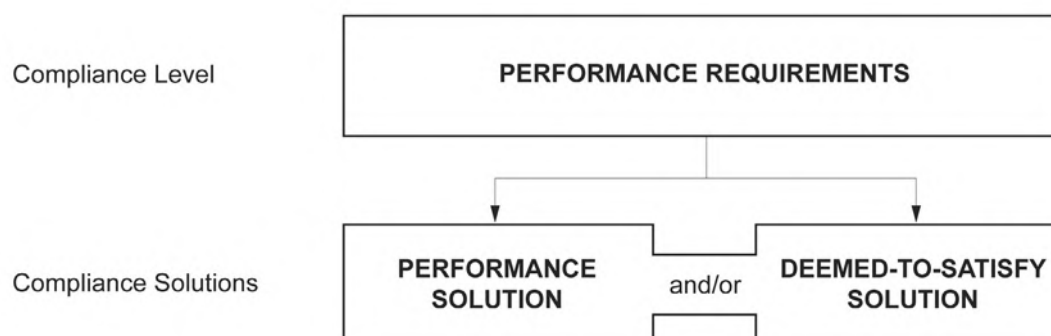 Compliance Level
PERFORMANCE REQUIREMENTS
Compliance Solutions
PERFORMANCE
SOLUTION
and/or
DEEMED-TO-SATISFY
SOLUTION